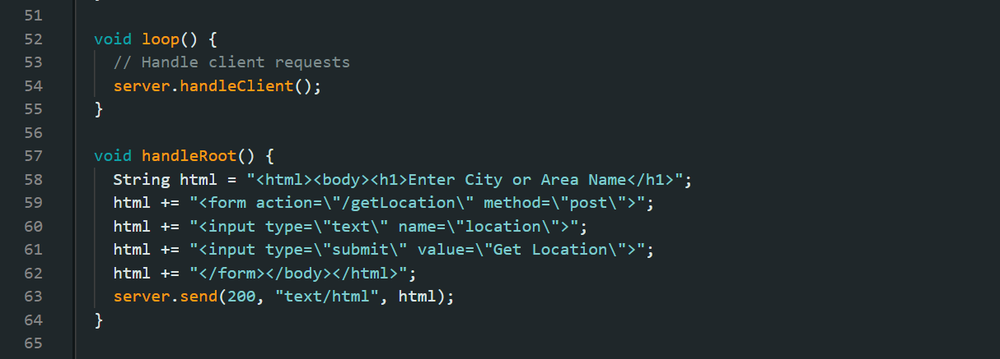 51
52 void loop() {
53 // Handle client requests
54 server.handleClient();
55 }
56
57 void handleRoot() {
58 String html = "<html><body><h1>Enter City or Area Name</h1>";
59 html += "<form action=\"/getLocation\" method=\"post\">";
60 html += "<input type=\"text\" name=\"location\">";
61 html += "<input type=\"submit\" value=\"Get Location\">";
62 html += "</form></body></html>";
63 server.send(200, "text/html", html);
64 }
65